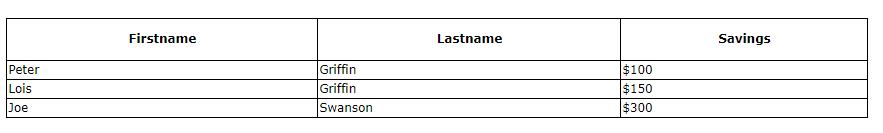 Firstname Lastname Savings
Peter Griffin $100
Lois Griffin $150
Joe Swanson $300